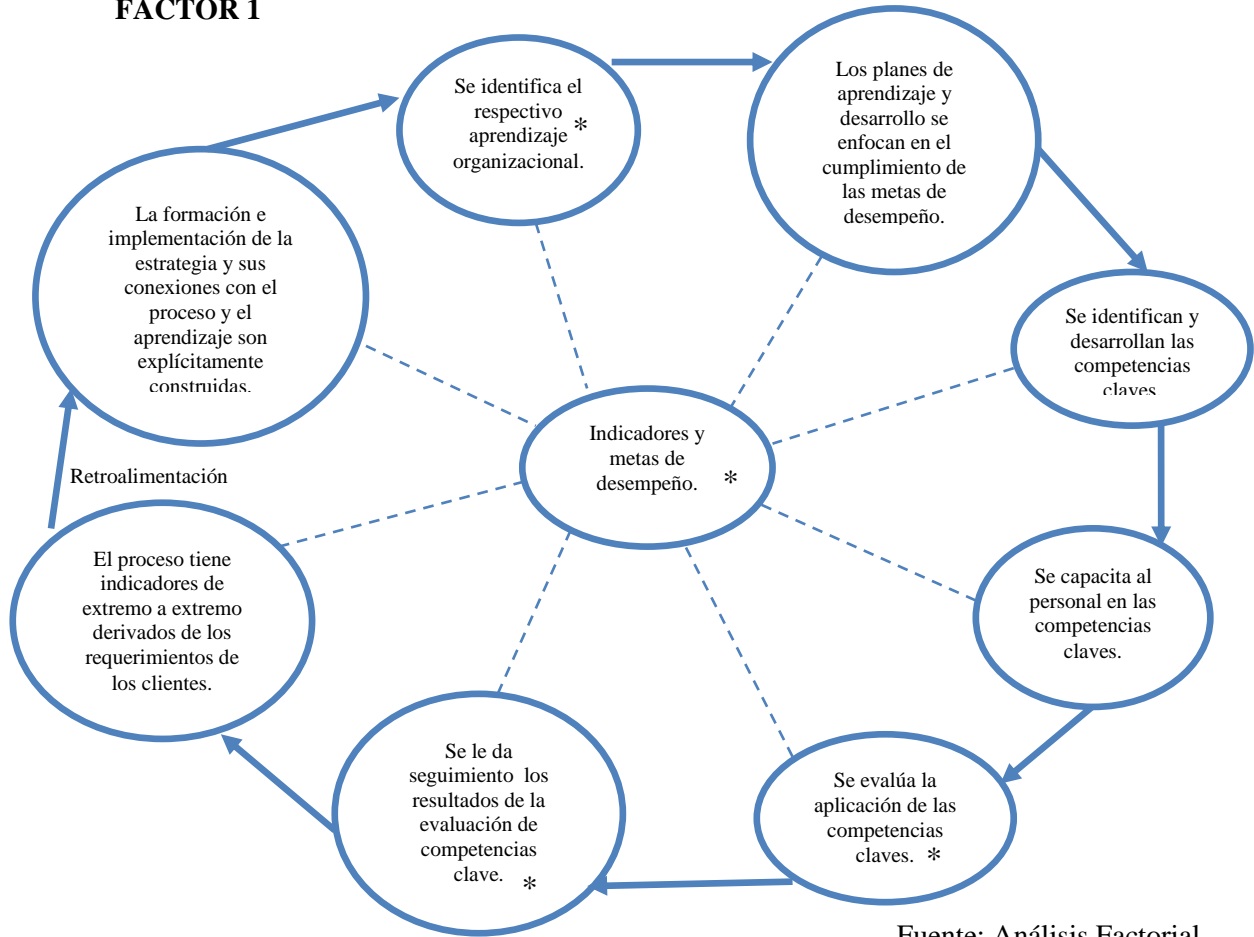 FACTOR 1
Se identifica el
respectivo
aprendizaje *
organizacional.
Los planes de
aprendizaje y
desarrollo se
enfocan en el
cumplimiento de
las metas de
desempeño.
Se identifican y
desarrollan las
competencias
claves
Se capacita al
personal en las
competencias
claves.
Se evalúa la
aplicación de las
competencias
claves. *
Se le da
seguimiento los
resultados de la
evaluación de
competencias
clave. *
El proceso tiene
indicadores de
extremo a extremo
derivados de los
requerimientos de
los clientes.
Retroalimentación
La formación e
implementación de la
estrategia y sus
conexiones con el
proceso y el
aprendizaje son
explícitamente
construidas.
Indicadores y
metas de
desempeño. *
Fuente: Análisis Factorial